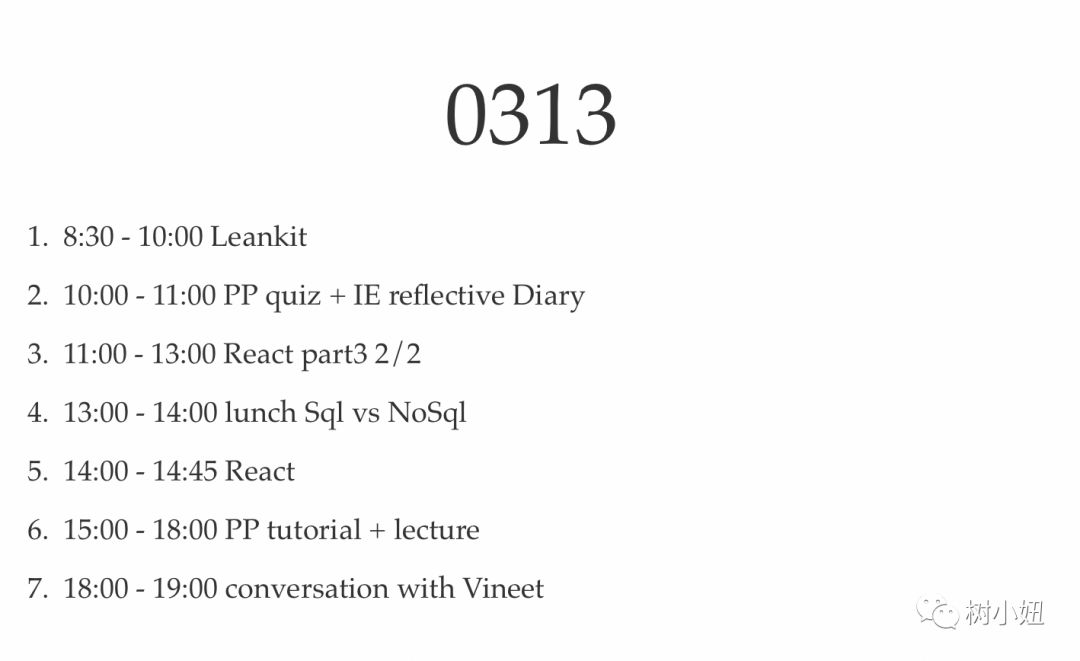 0313
1. 8:30 - 10:00 Leankit
2. 10:00 - 11:00 PP quiz + IE reflective Diary
3. 11:00 - 13:00 React part3 2/2
4. 13:00 - 14:00 lunch Sql vs NoSql
5. 14:00 - 14:45 React
6. 15:00 - 18:00 PP tutorial + lecture
7. 18:00 - 19:00 conversation with Vineet
树小妞